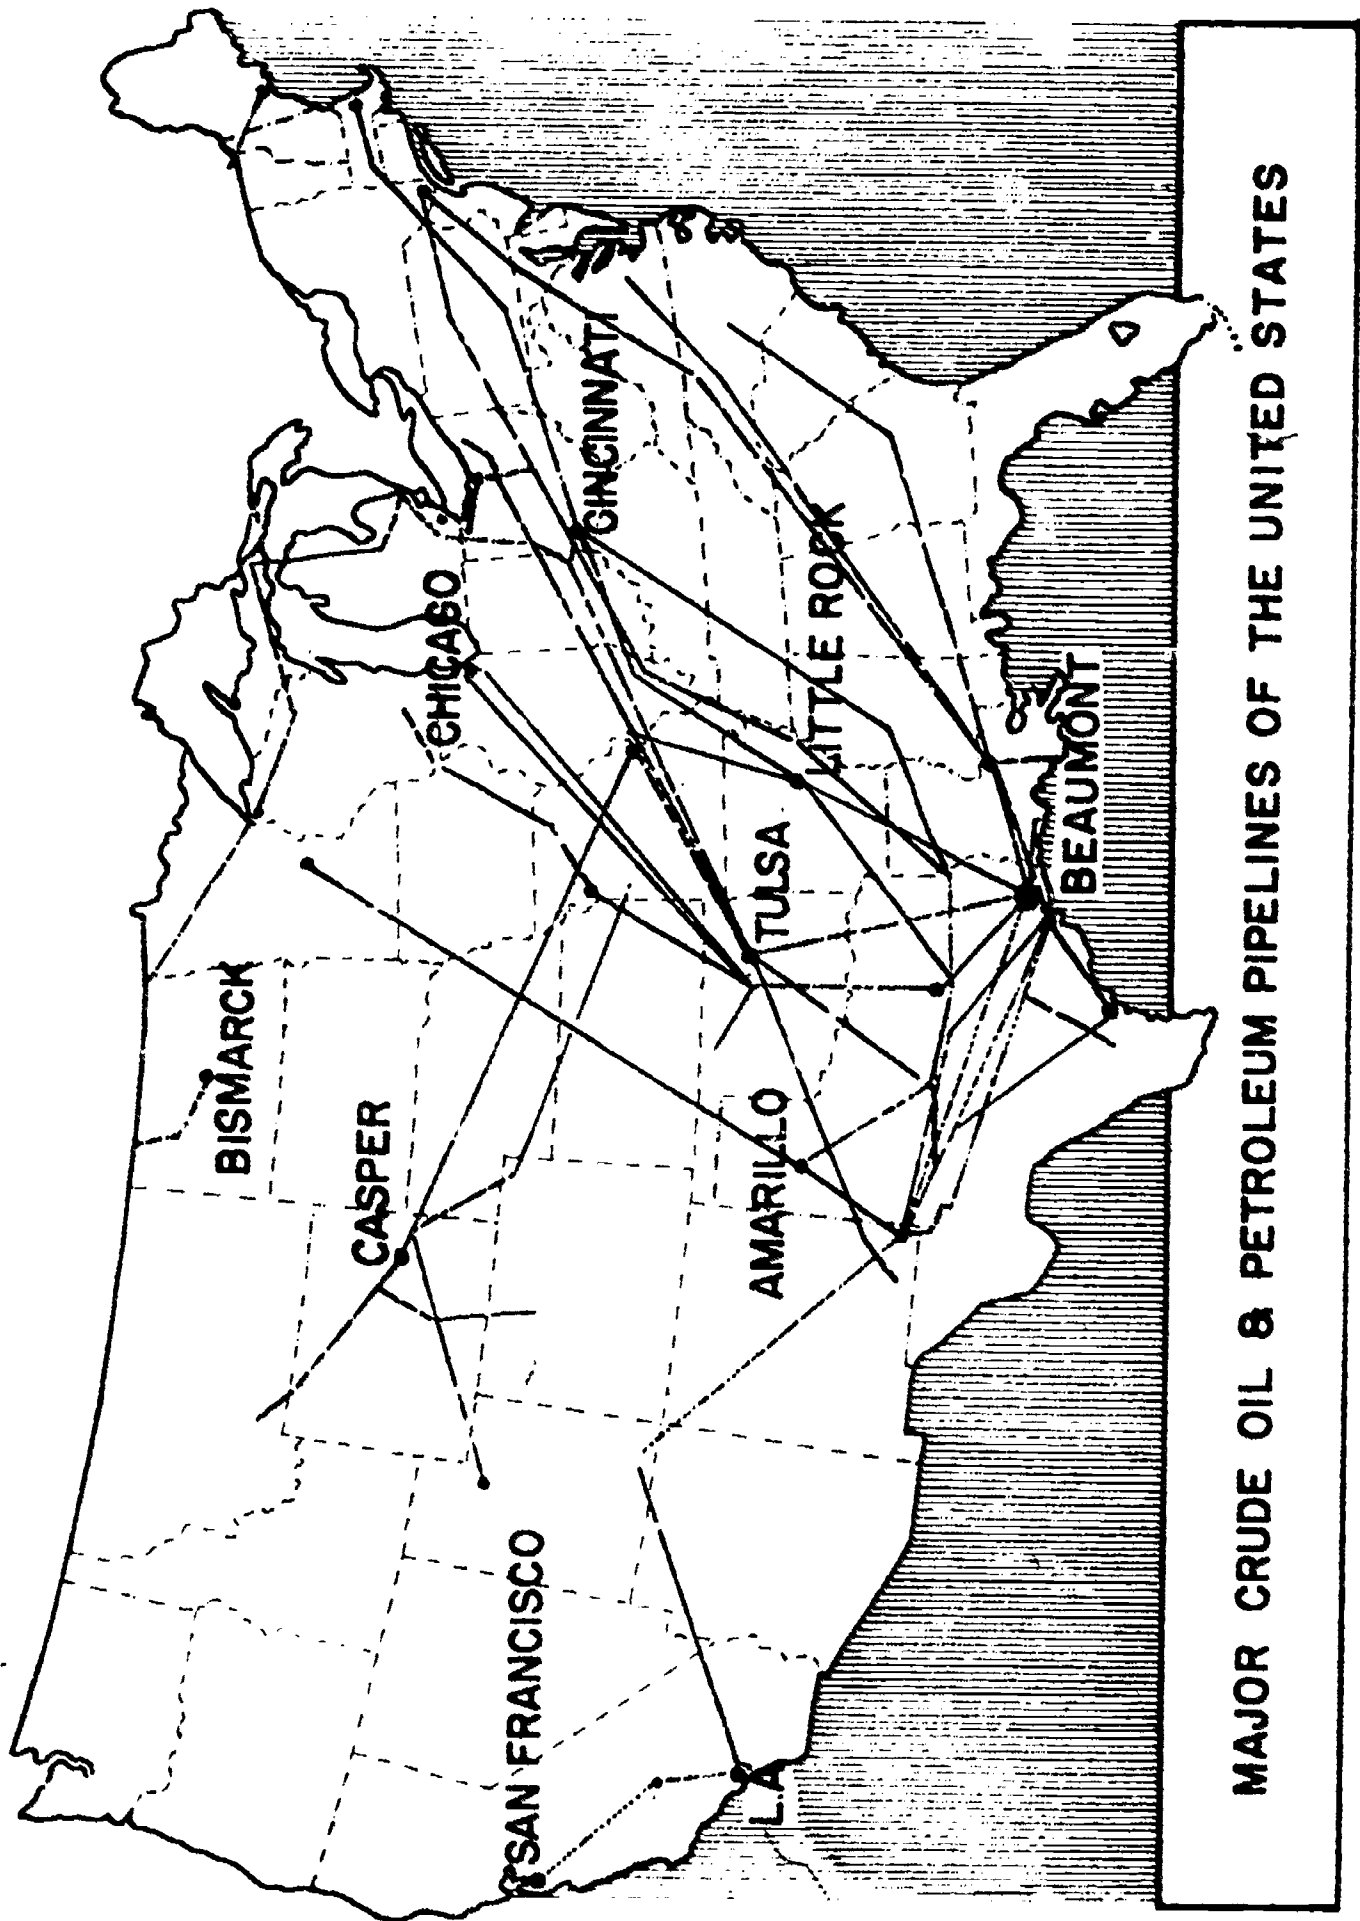 BISMARCK
CASPER
CHICAGO
CINCINNATI
SAN FRANCISCO
AMARILLO
TULSA
LITTLE ROCK
L.A.
BEAUMONT
MAJOR CRUDE OIL & PETROLEUM PIPELINES OF THE UNITED STATES